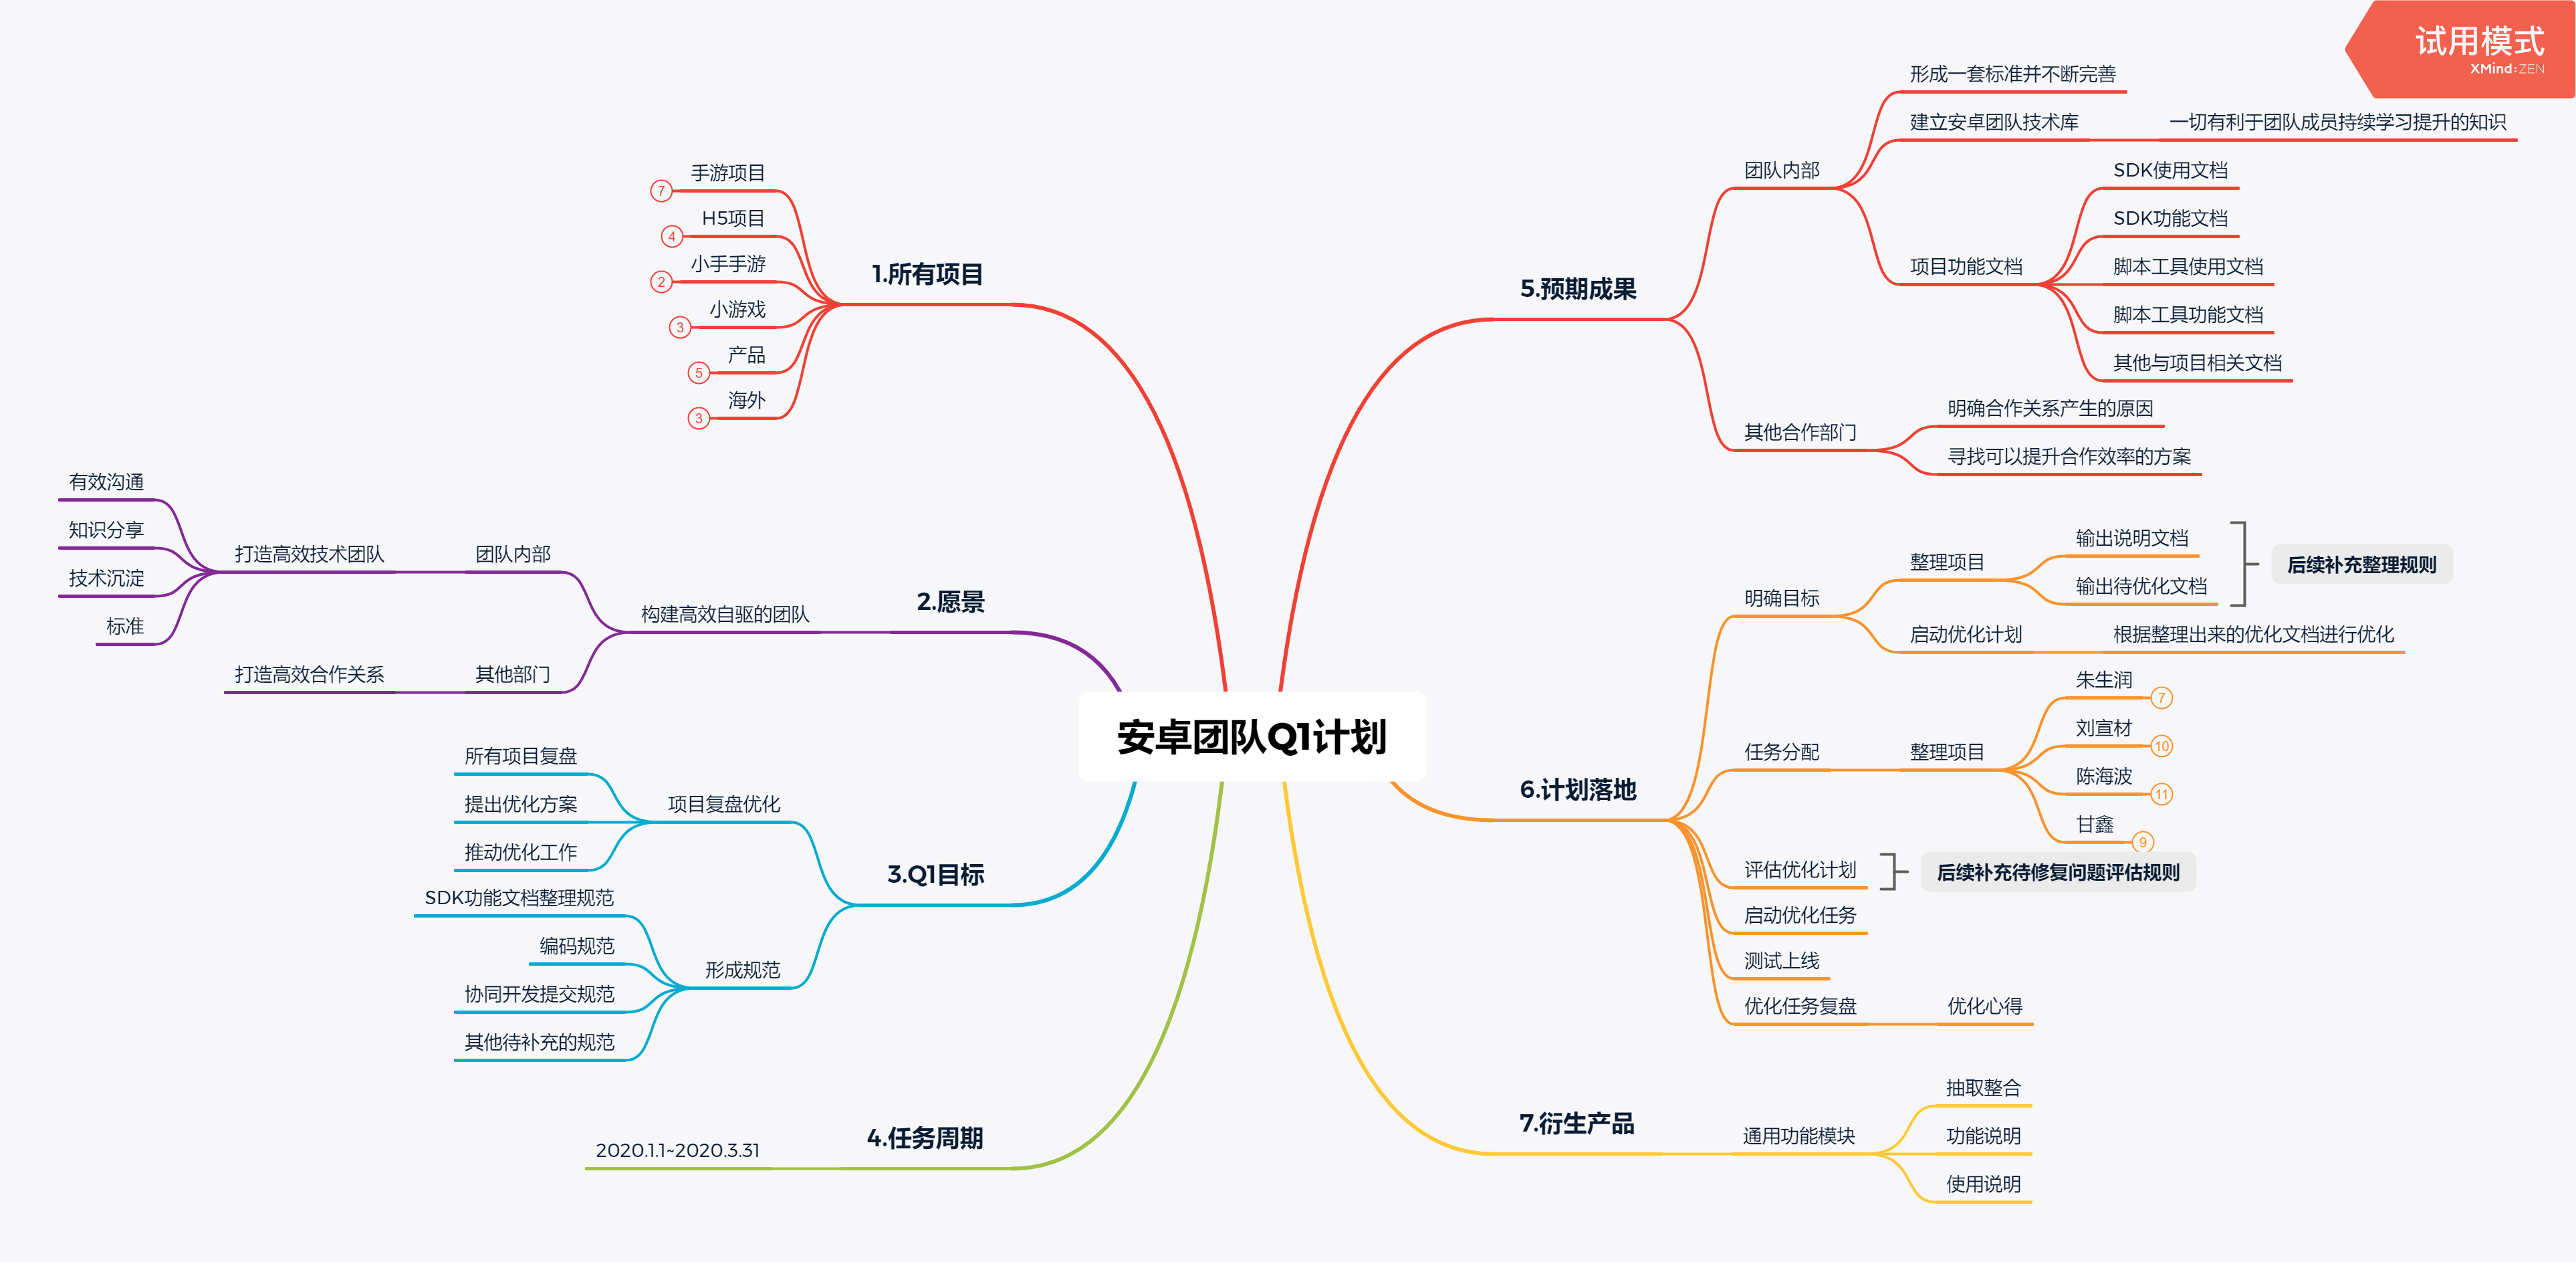 试用模式
XMind:ZEN
安卓团队Q1计划
1.所有项目
手游项目
7
H5项目
4
小手手游
2
小游戏
3
产品
5
海外
3
2.愿景
构建高效自驱的团队
团队内部
打造高效技术团队
有效沟通
知识分享
技术沉淀
标准
其他部门
打造高效合作关系
3.Q1目标
项目复盘优化
所有项目复盘
提出优化方案
推动优化工作
形成规范
SDK功能文档整理规范
编码规范
协同开发提交规范
其他待补充的规范
4.任务周期
2020.1.1~2020.3.31
5.预期成果
团队内部
形成一套标准并不断完善
建立安卓团队技术库
一切有利于团队成员持续学习提升的知识
项目功能文档
SDK使用文档
SDK功能文档
脚本工具使用文档
脚本工具功能文档
其他与项目相关文档
其他合作部门
明确合作关系产生的原因
寻找可以提升合作效率的方案
6.计划落地
明确目标
整理项目
输出说明文档
输出待优化文档
后续补充整理规则
启动优化计划
根据整理出来的优化文档进行优化
任务分配
整理项目
朱生润
7
刘宣材
10
陈海波
11
甘鑫
9
评估优化计划
后续补充待修复问题评估规则
启动优化任务
测试上线
优化任务复盘
优化心得
7.衍生产品
通用功能模块
抽取整合
功能说明
使用说明